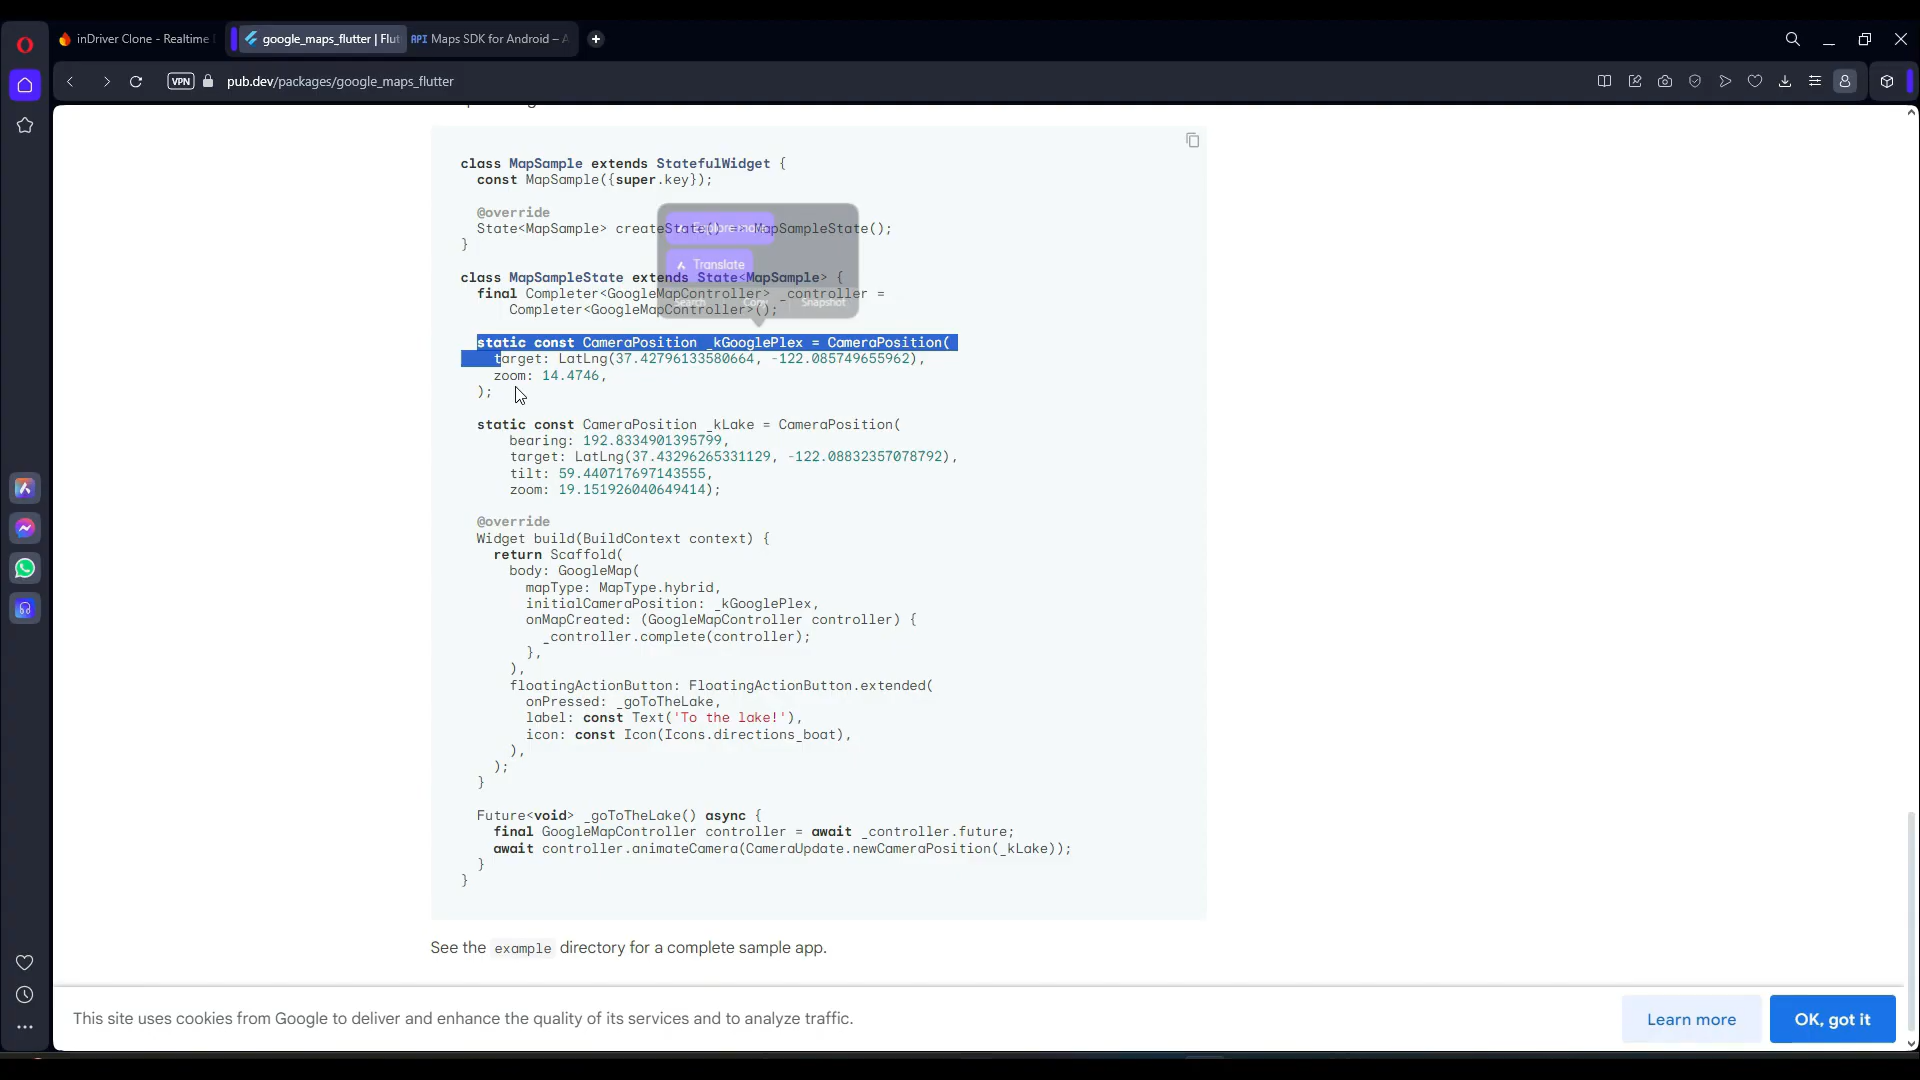 inDriver Clone - Realtime
google_maps_flutter | Flut
API Maps SDK for Android – A
VPN
pub.dev/packages/google_maps_flutter
class MapSample extends StatefulWidget {
const MapSample({super.key});
@override
State<MapSample> createState() => MapSampleState();
}
Explore more
Translate
Search
Copy
Snapshot
class MapSampleState extends State<MapSample> {
final Completer<GoogleMapController> _controller =
Completer<GoogleMapController>();
static const CameraPosition _kGooglePlex = CameraPosition(
target: LatLng(37.42796133580664, -122.085749655962),
zoom: 14.4746,
);
static const CameraPosition _kLake = CameraPosition(
bearing: 192.8334901395799,
target: LatLng(37.43296265331129, -122.08832357078792),
tilt: 59.440717697143555,
zoom: 19.151926040649414);
@override
Widget build(BuildContext context) {
return Scaffold(
body: GoogleMap(
mapType: MapType.hybrid,
initialCameraPosition: _kGooglePlex,
onMapCreated: (GoogleMapController controller) {
_controller.complete(controller);
},
),
floatingActionButton: FloatingActionButton.extended(
onPressed: _goToTheLake,
label: const Text('To the lake!'),
icon: const Icon(Icons.directions_boat),
),
);
}
Future<void> _goToTheLake() async {
final GoogleMapController controller = await _controller.future;
await controller.animateCamera(CameraUpdate.newCameraPosition(_kLake));
}
}
See the example directory for a complete sample app.
This site uses cookies from Google to deliver and enhance the quality of its services and to analyze traffic.
Learn more
OK, got it